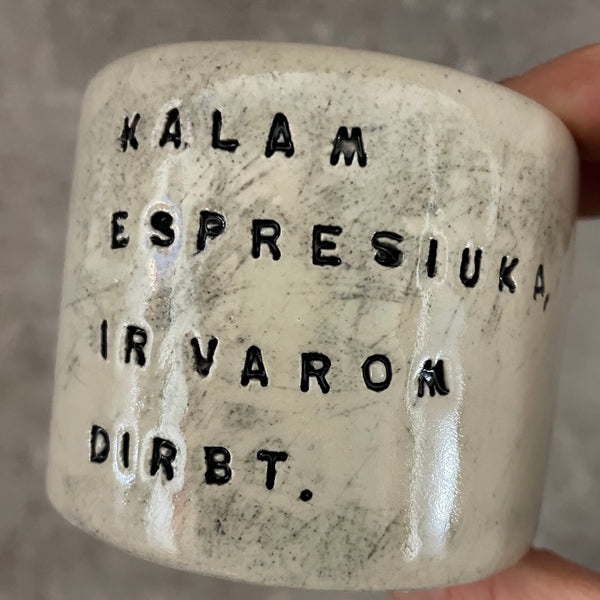 KALAM
ESPRESIUKA,
IR VAROM
DIRBT.